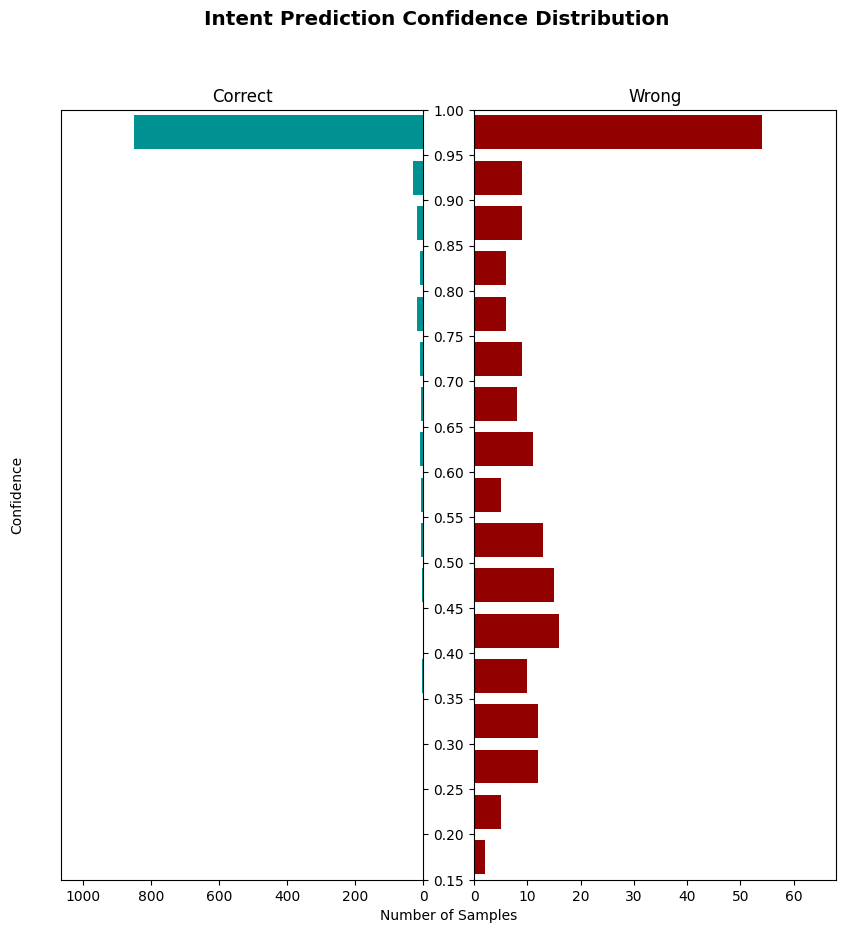 Intent Prediction Confidence Distribution
Correct
Wrong
1.00
0.95
0.90
0.85
0.80
0.75
0.70
0.65
0.60
0.55
0.50
0.45
0.40
0.35
0.30
0.25
0.20
0.15
Confidence
1000 800 600 400 200 0
0 10 20 30 40 50 60
Number of Samples